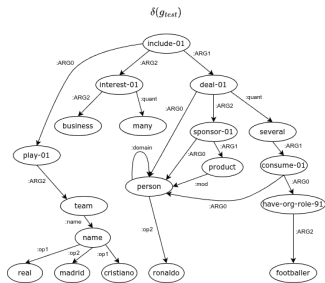 δ(g_test)
include-01
:ARG0
:ARG2
:ARG1
interest-01
deal-01
:ARG2
:quant
:ARG0
:ARG2
:quant
business
many
sponsor-01
several
:domain
:ARG0
:ARG1
:ARG1
play-01
product
consume-01
:ARG2
person
:mod
:ARG0
:ARG0
team
have-org-role-91
:name
:op2
name
:ARG2
:op1
:op2
:op1
real
madrid
cristiano
ronaldo
footballer